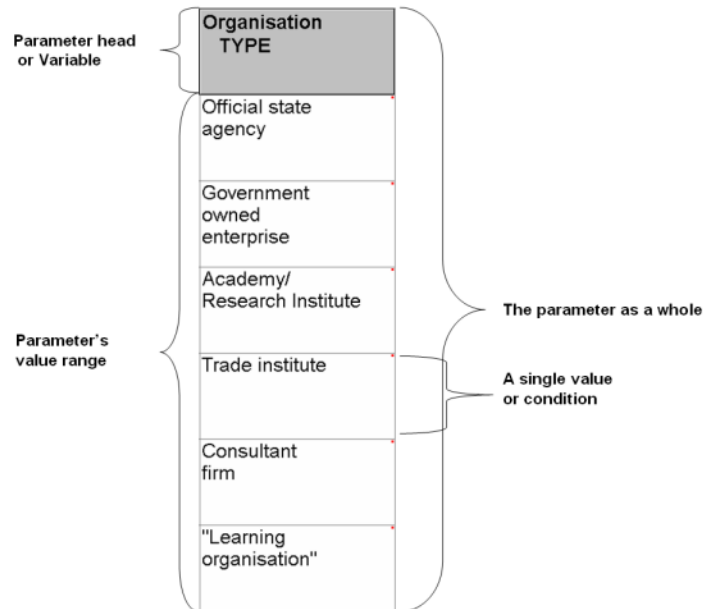 Parameter head
or Variable
Organisation
TYPE
Official state
agency
Government
owned
enterprise
Academy/
Research Institute
Trade institute
Consultant
firm
"Learning
organisation"
Parameter's
value range
The parameter as a whole
A single value
or condition